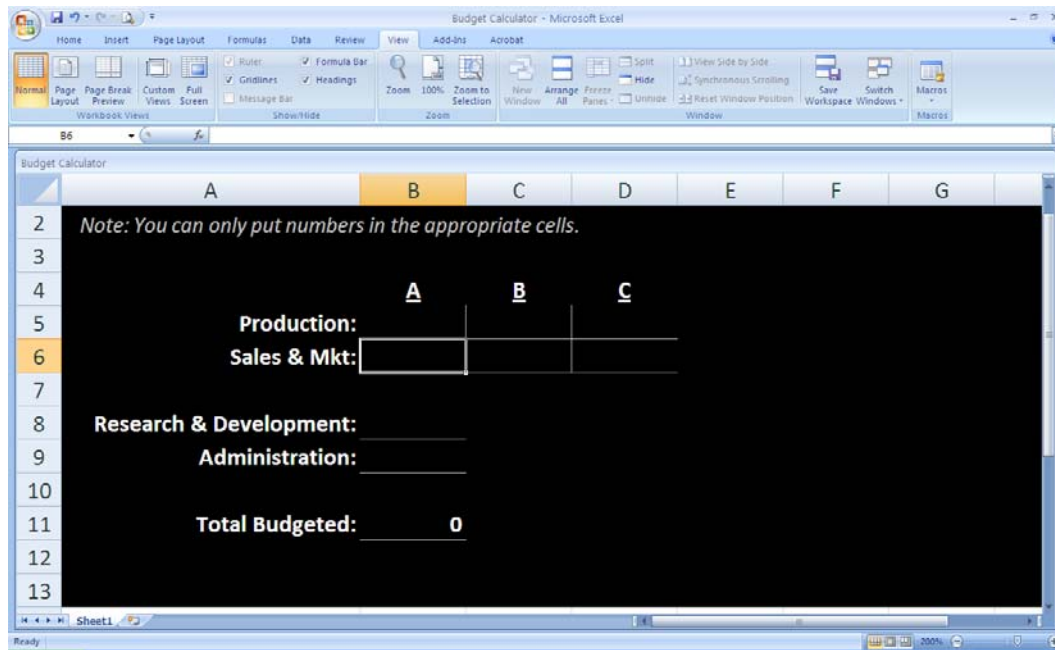 Budget Calculator - Microsoft Excel
Home Insert Page Layout Formulas Data Review View Add-Ins Acrobat
Ruler Formula Bar
Gridlines Headings
Message Bar
Normal Page Layout Page Break Preview Custom Views Full Screen
Zoom 100% Zoom to Selection
New Window Arrange All Freeze Panes
Split
Hide
Unhide
View Side by Side
Synchronous Scrolling
Reset Window Position
Save Workspace Switch Windows
Macros
Workbook Views Show/Hide Zoom Window Macros
B6 fx
Budget Calculator
A B C D E F G
2 Note: You can only put numbers in the appropriate cells.
3
4 A B C
5 Production:
6 Sales & Mkt:
7
8 Research & Development:
9 Administration:
10
11 Total Budgeted: 0
12
13
Sheet1
Ready 200%